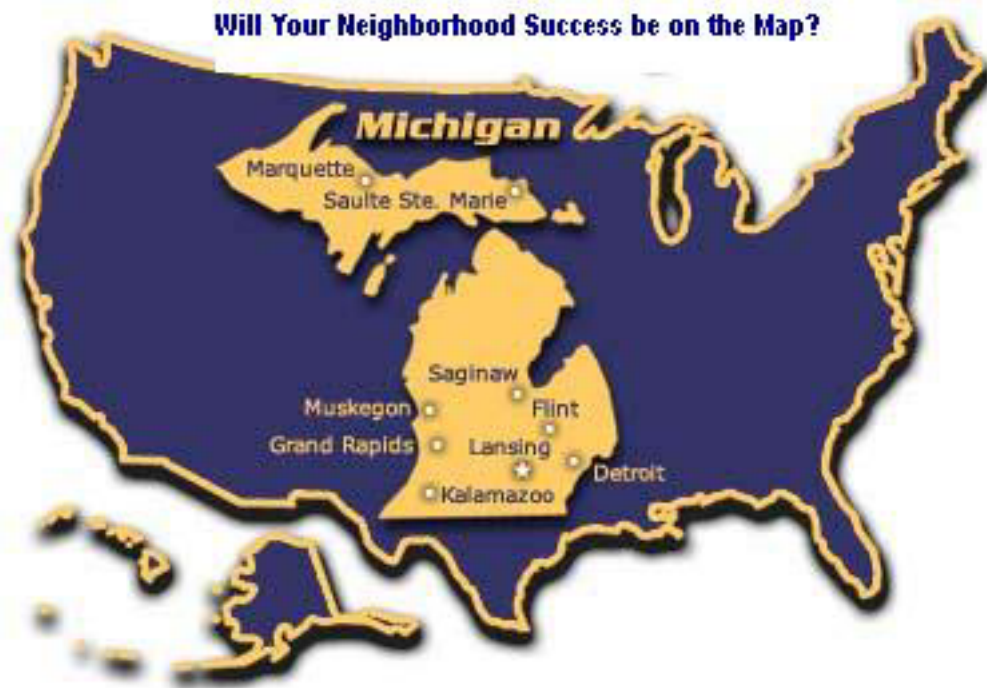 Will Your Neighborhood Success be on the Map?
Michigan
Marquette
Saulte Ste. Marie
Saginaw
Muskegon
Flint
Grand Rapids
Lansing
Detroit
Kalamazoo